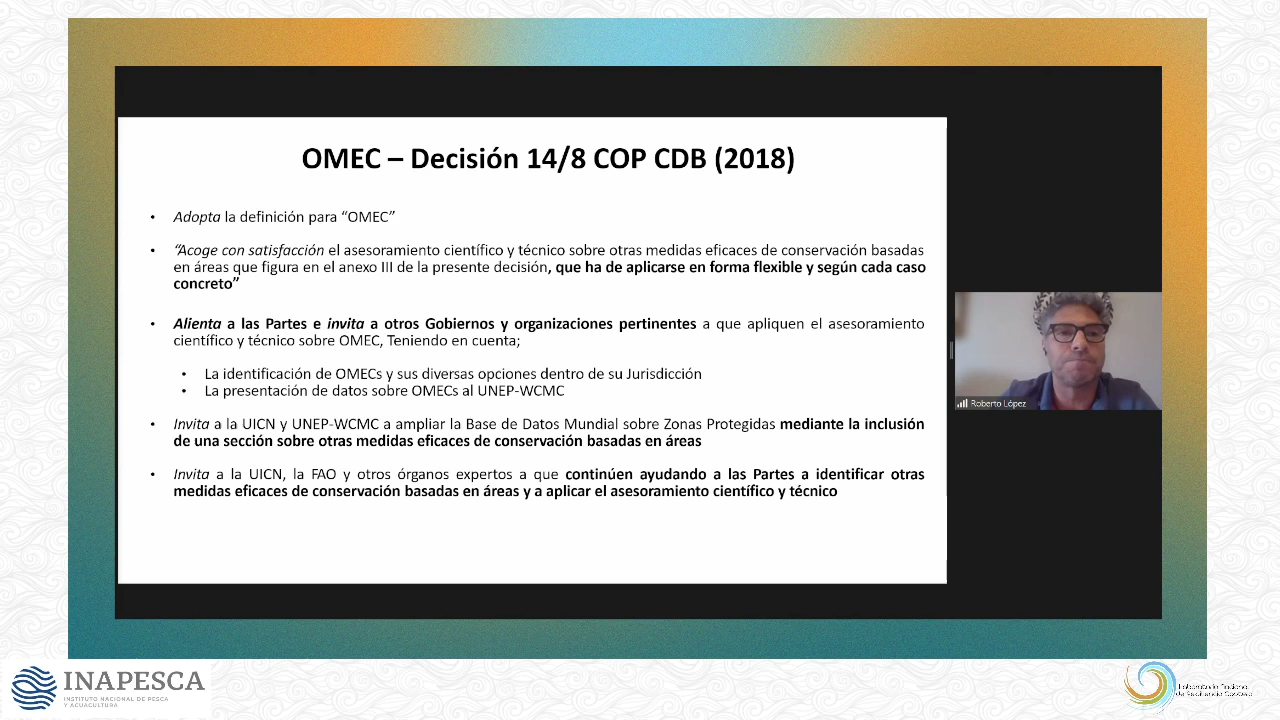 OMEC – Decisión 14/8 COP CDB (2018)
• Adopta la definición para “OMEC”
• “Acoge con satisfacción el asesoramiento científico y técnico sobre otras medidas eficaces de conservación basadas
en áreas que figura en el anexo III de la presente decisión, que ha de aplicarse en forma flexible y según cada caso
concreto”
• Alienta a las Partes e invita a otros Gobiernos y organizaciones pertinentes a que apliquen el asesoramiento
científico y técnico sobre OMEC, Teniendo en cuenta;
• La identificación de OMECs y sus diversas opciones dentro de su Jurisdicción
• La presentación de datos sobre OMECs al UNEP-WCMC
• Invita a la UICN y UNEP-WCMC a ampliar la Base de Datos Mundial sobre Zonas Protegidas mediante la inclusión
de una sección sobre otras medidas eficaces de conservación basadas en áreas
• Invita a la UICN, la FAO y otros órganos expertos a que continúen ayudando a las Partes a identificar otras
medidas eficaces de conservación basadas en áreas y a aplicar el asesoramiento científico y técnico
Roberto López
INAPESCA
INSTITUTO NACIONAL DE PESCA
Y ACUACULTURA